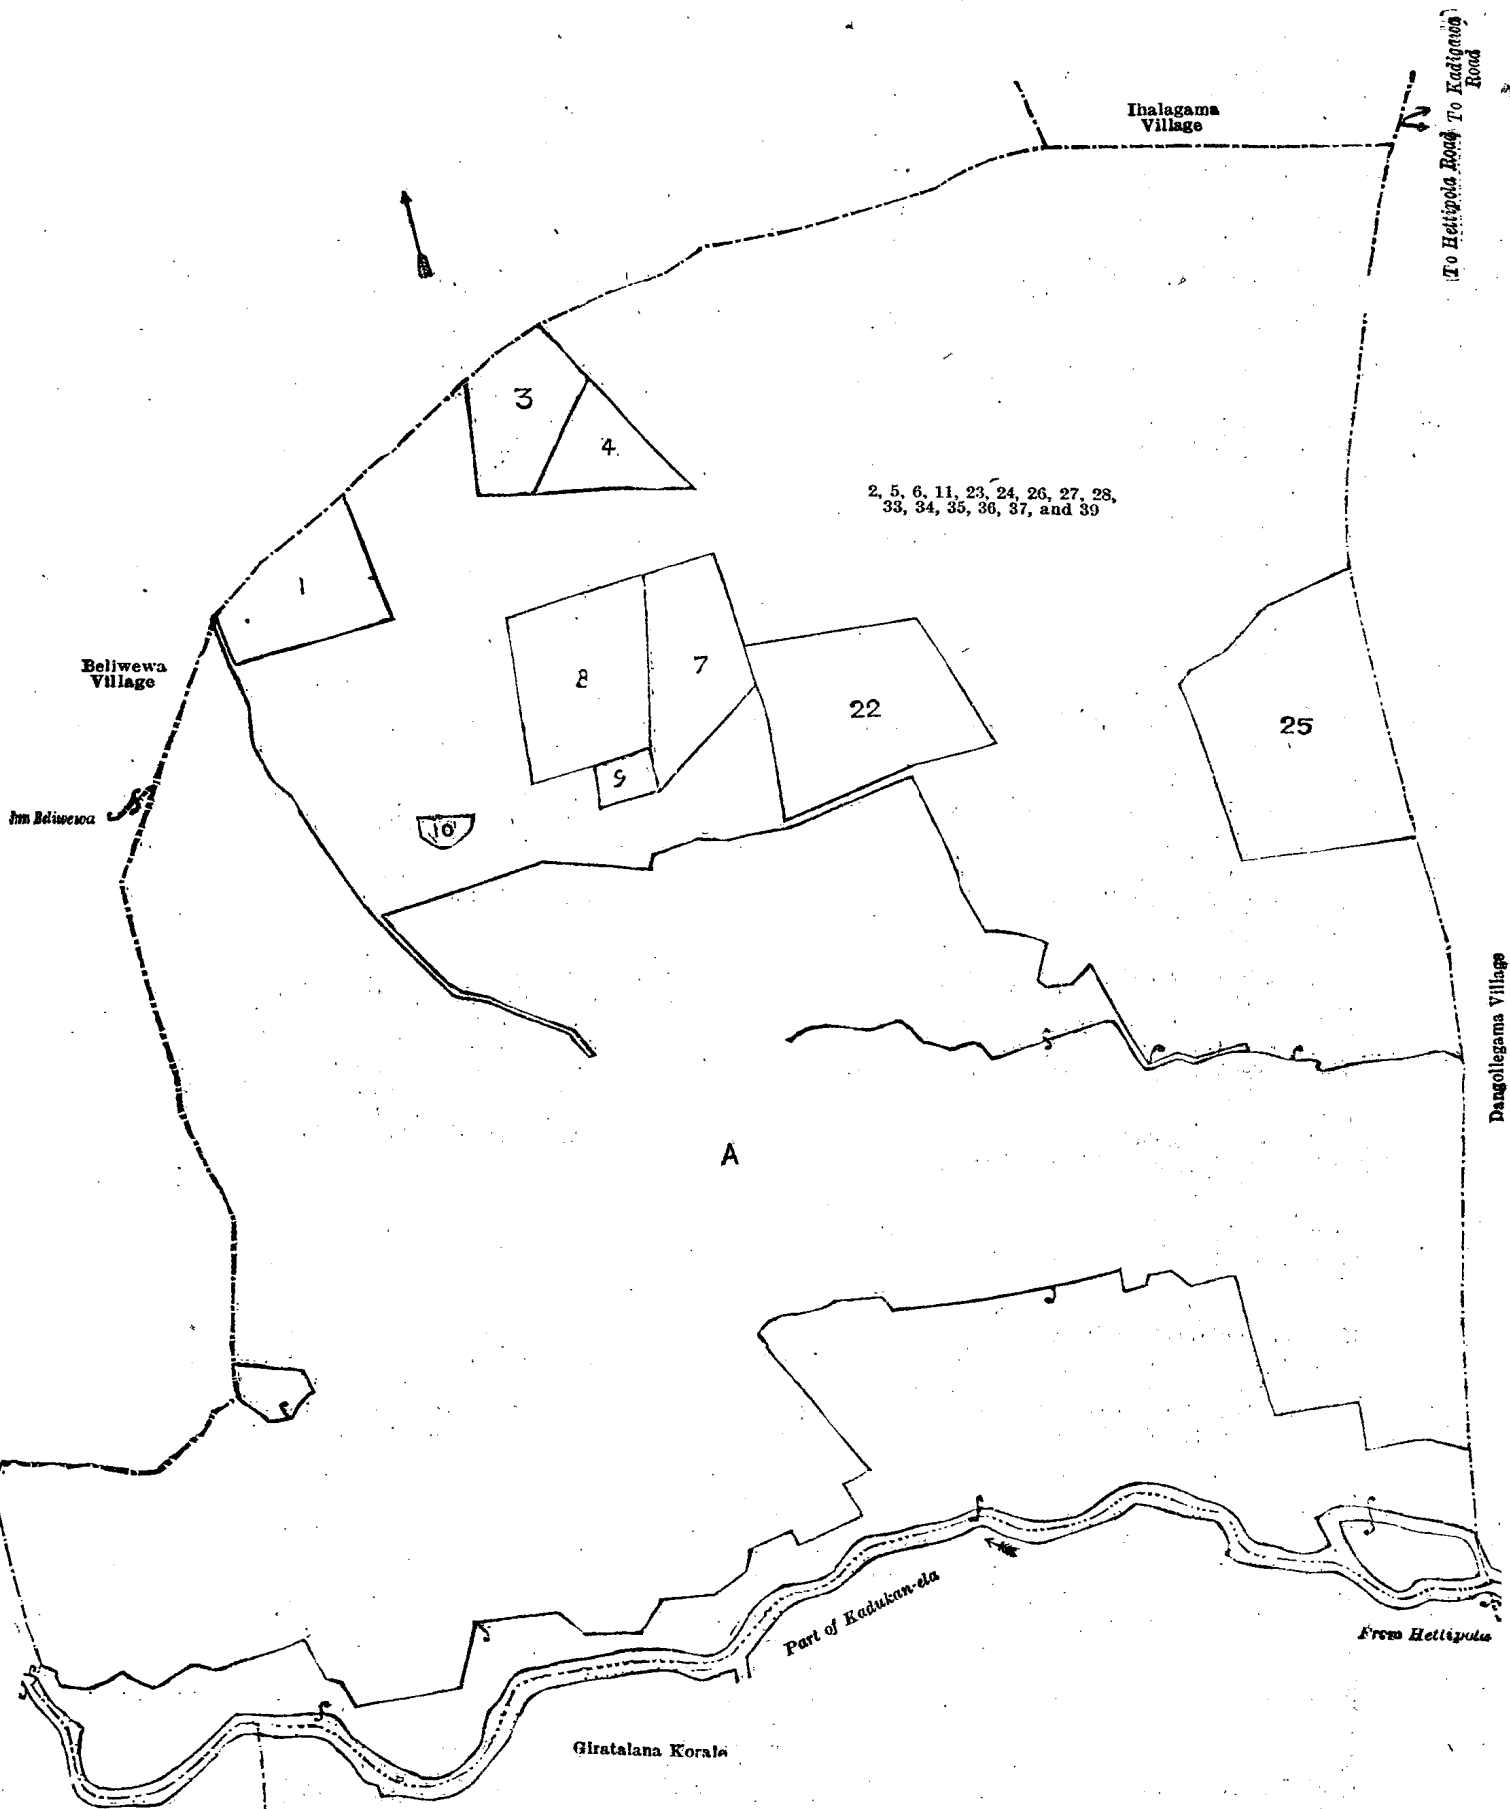 Ihalagama
Village
To Kadigawa
Road
To Hettipola Road
3
4
2, 5, 6, 11, 23, 24, 26, 27, 28,
33, 34, 35, 36, 37, and 39
1
Beliwewa
Village
8
7
22
25
9
Beliwewa
10
Dangollegama Village
A
Part of Kadukan-ela
From Hettipola
Giratalana Korale